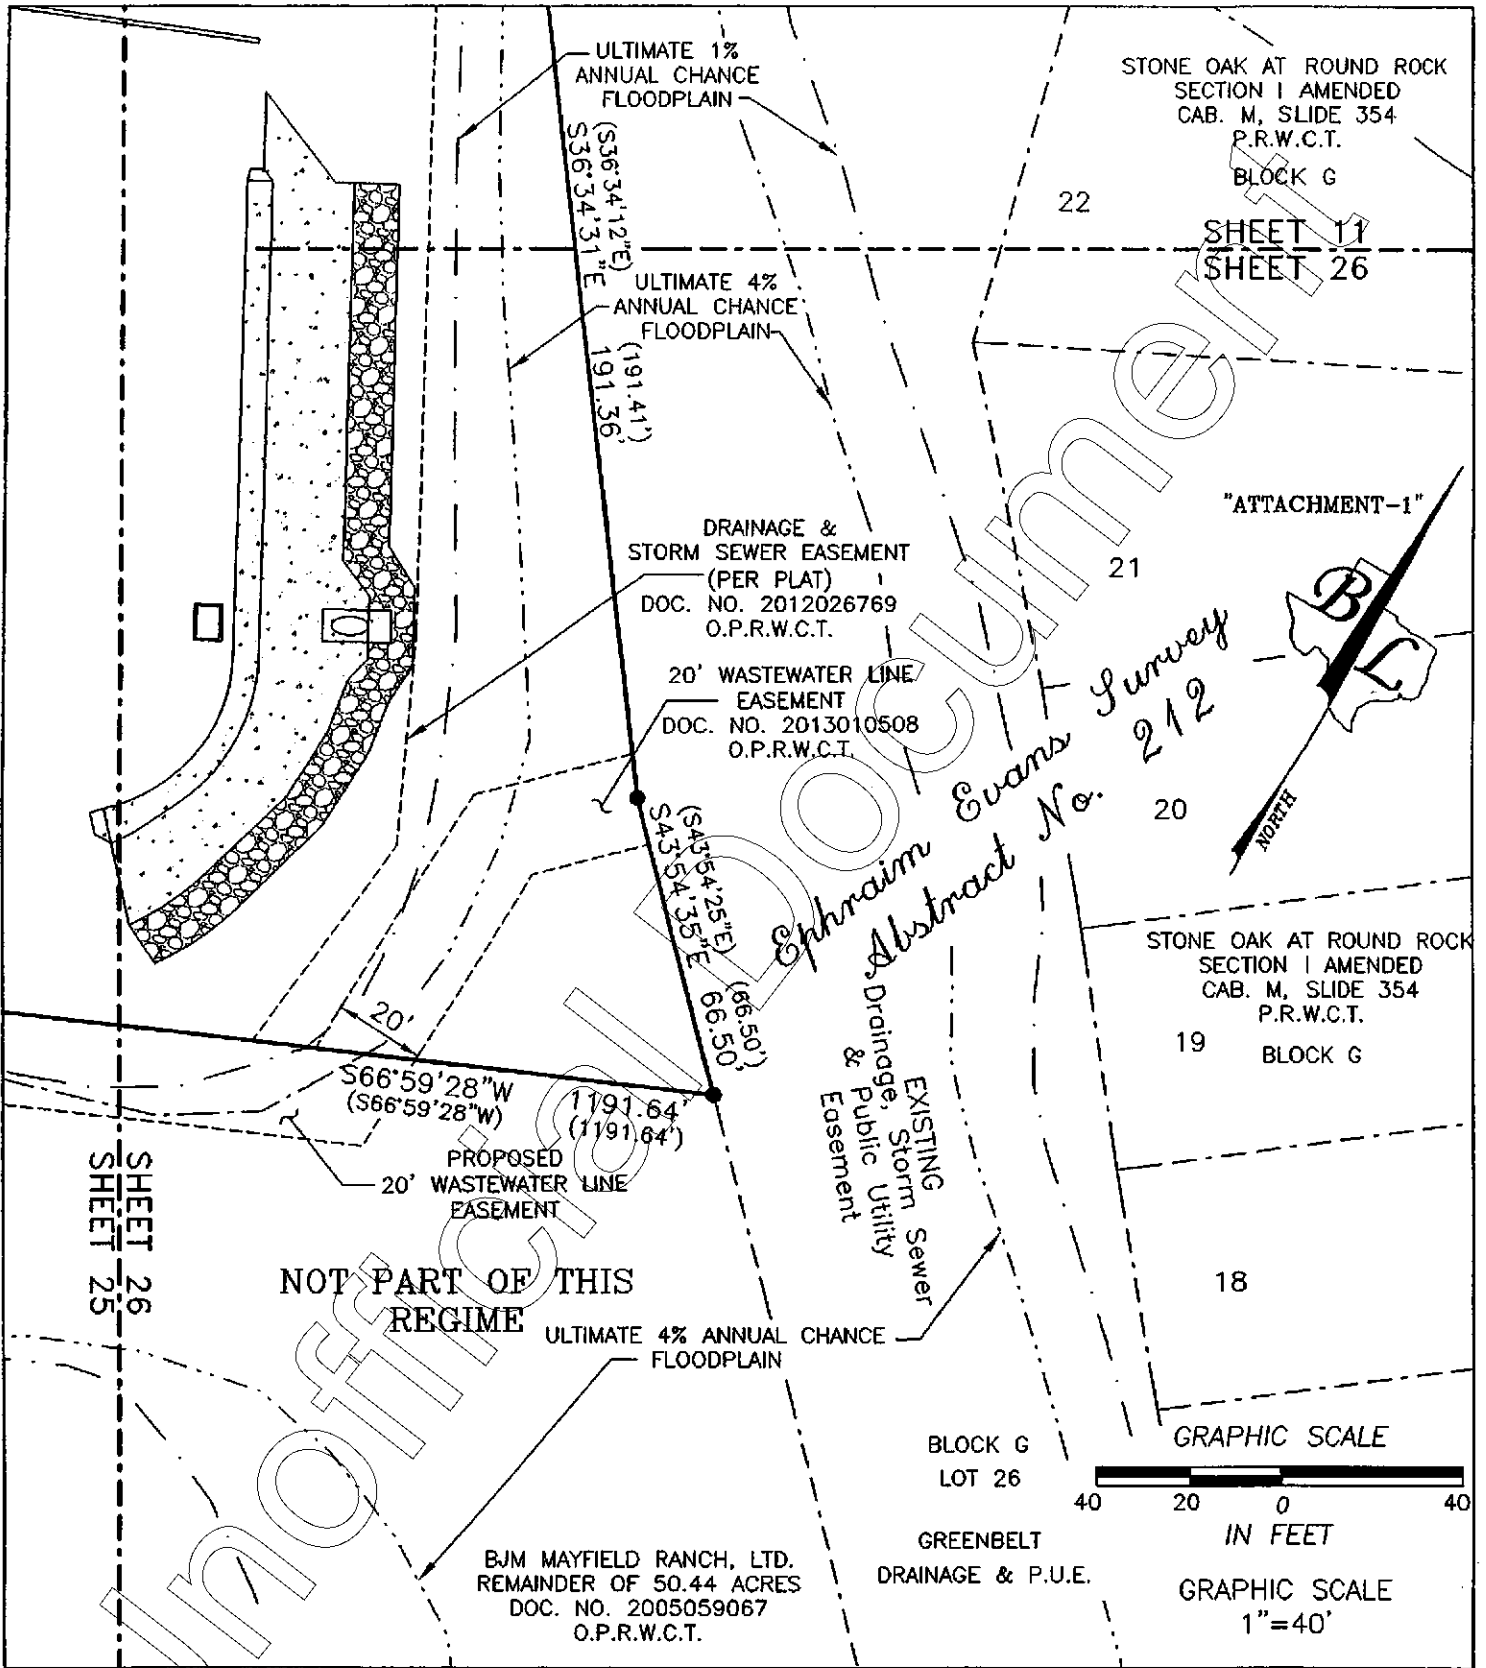 ULTIMATE 1%
ANNUAL CHANCE
FLOODPLAIN
STONE OAK AT ROUND ROCK
SECTION I AMENDED
CAB. M, SLIDE 354
P.R.W.C.T.
BLOCK G
22
SHEET 11
SHEET 26
(S36°34'12"E)
S36°34'31"E
(191.41')
191.36'
ULTIMATE 4%
ANNUAL CHANCE
FLOODPLAIN
"ATTACHMENT-1"
B
L
NORTH
21
DRAINAGE &
STORM SEWER EASEMENT
(PER PLAT)
DOC. NO. 2012026769
O.P.R.W.C.T.
20' WASTEWATER LINE
EASEMENT
DOC. NO. 2013010508
O.P.R.W.C.T.
Ephraim Evans Survey
Abstract No. 212
20
(S43°54'25"E)
S43°54'35"E
(66.50')
66.50'
STONE OAK AT ROUND ROCK
SECTION I AMENDED
CAB. M, SLIDE 354
P.R.W.C.T.
19
BLOCK G
20'
S66°59'28"W
(S66°59'28"W)
1191.64'
(1191.64')
EXISTING
Drainage, Storm Sewer
& Public Utility
Easement
PROPOSED
20' WASTEWATER LINE
EASEMENT
SHEET 26
SHEET 25
NOT PART OF THIS
REGIME
18
ULTIMATE 4% ANNUAL CHANCE
FLOODPLAIN
BLOCK G
LOT 26
GREENBELT
DRAINAGE & P.U.E.
GRAPHIC SCALE
40 20 0 40
IN FEET
GRAPHIC SCALE
1"=40'
BJM MAYFIELD RANCH, LTD.
REMAINDER OF 50.44 ACRES
DOC. NO. 2005059067
O.P.R.W.C.T.
Unofficial Document